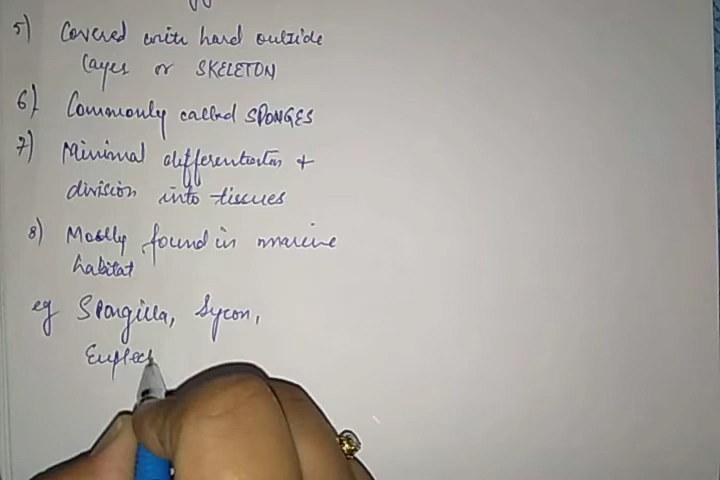 5) Covered with hard outside
layer or SKELETON
6) Commonly called SPONGES
7) Minimal differentiation +
division into tissues
8) Mostly found in marine
habitat
eg Spongilla, Sycon,
Euplec